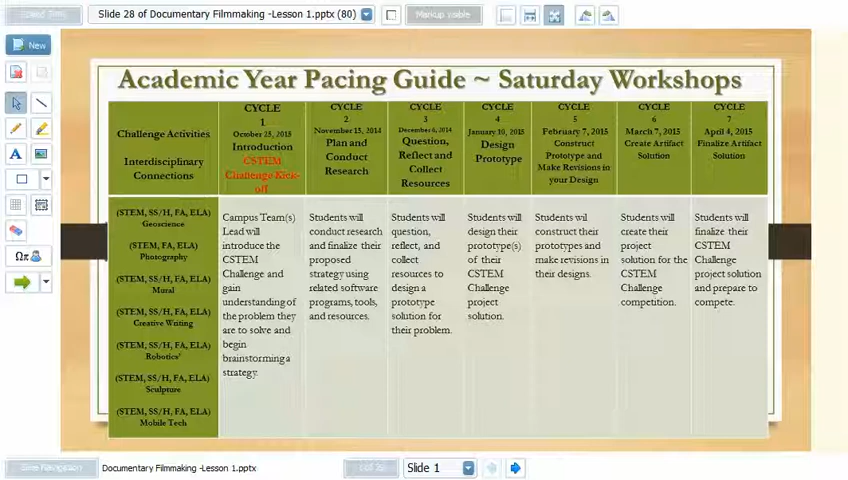 Slide 28 of Documentary Filmmaking -Lesson 1.pptx (80)
Markup visible
New
Academic Year Pacing Guide ~ Saturday Workshops
Challenge Activities
Interdisciplinary
Connections
CYCLE
1
October 25, 2015
Introduction
CSTEM
Challenge Kick-
off
CYCLE
2
November 15, 2014
Plan and
Conduct
Research
CYCLE
3
December 6, 2014
Question,
Reflect and
Collect
Resources
CYCLE
4
January 10, 2015
Design
Prototype
CYCLE
5
February 7, 2015
Construct
Prototype and
Make Revisions in
your Design
CYCLE
6
March 7, 2015
Create Artifact
Solution
CYCLE
7
April 4, 2015
Finalize Artifact
Solution
(STEM, SS/H, FA, ELA)
Geoscience
(STEM, FA, ELA)
Photography
(STEM, SS/H, FA, ELA)
Mural
(STEM, SS/H, FA, ELA)
Creative Writing
(STEM, SS/H, FA, ELA)
Robotics'
(STEM, SS/H, FA, ELA)
Sculpture
(STEM, SS/H, FA, ELA)
Mobile Tech
Campus Team(s)
Lead will
introduce the
CSTEM
Challenge and
gain
understanding of
the problem they
are to solve and
begin
brainstorming a
strategy.
Students will
conduct research
and finalize their
proposed
strategy using
related software
programs, tools,
and resources.
Students will
question,
reflect, and
collect
resources to
design a
prototype
solution for
their problem.
Students will
design their
prototype(s)
of their
CSTEM
Challenge
project
solution.
Students wil
construct their
prototypes and
make revisions in
their designs.
Students will
create their
project
solution for the
CSTEM
Challenge
competition.
Students will
finalize their
CSTEM
Challenge
project solution
and prepare to
compete.
Documentary Filmmaking -Lesson 1.pptx
Slide 1